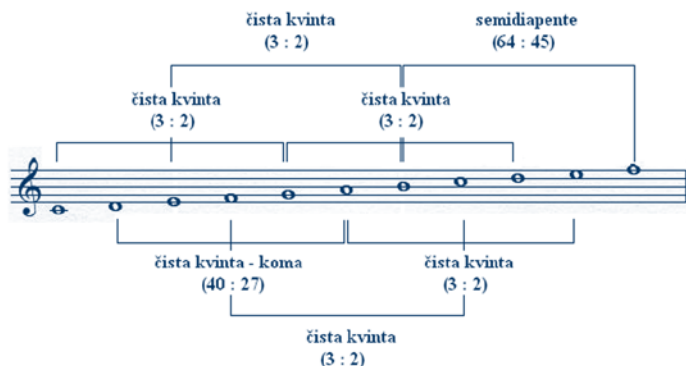 čista kvinta
(3 : 2)
semidiapente
(64 : 45)
čista kvinta
(3 : 2)
čista kvinta
(3 : 2)
čista kvinta - koma
(40 : 27)
čista kvinta
(3 : 2)
čista kvinta
(3 : 2)